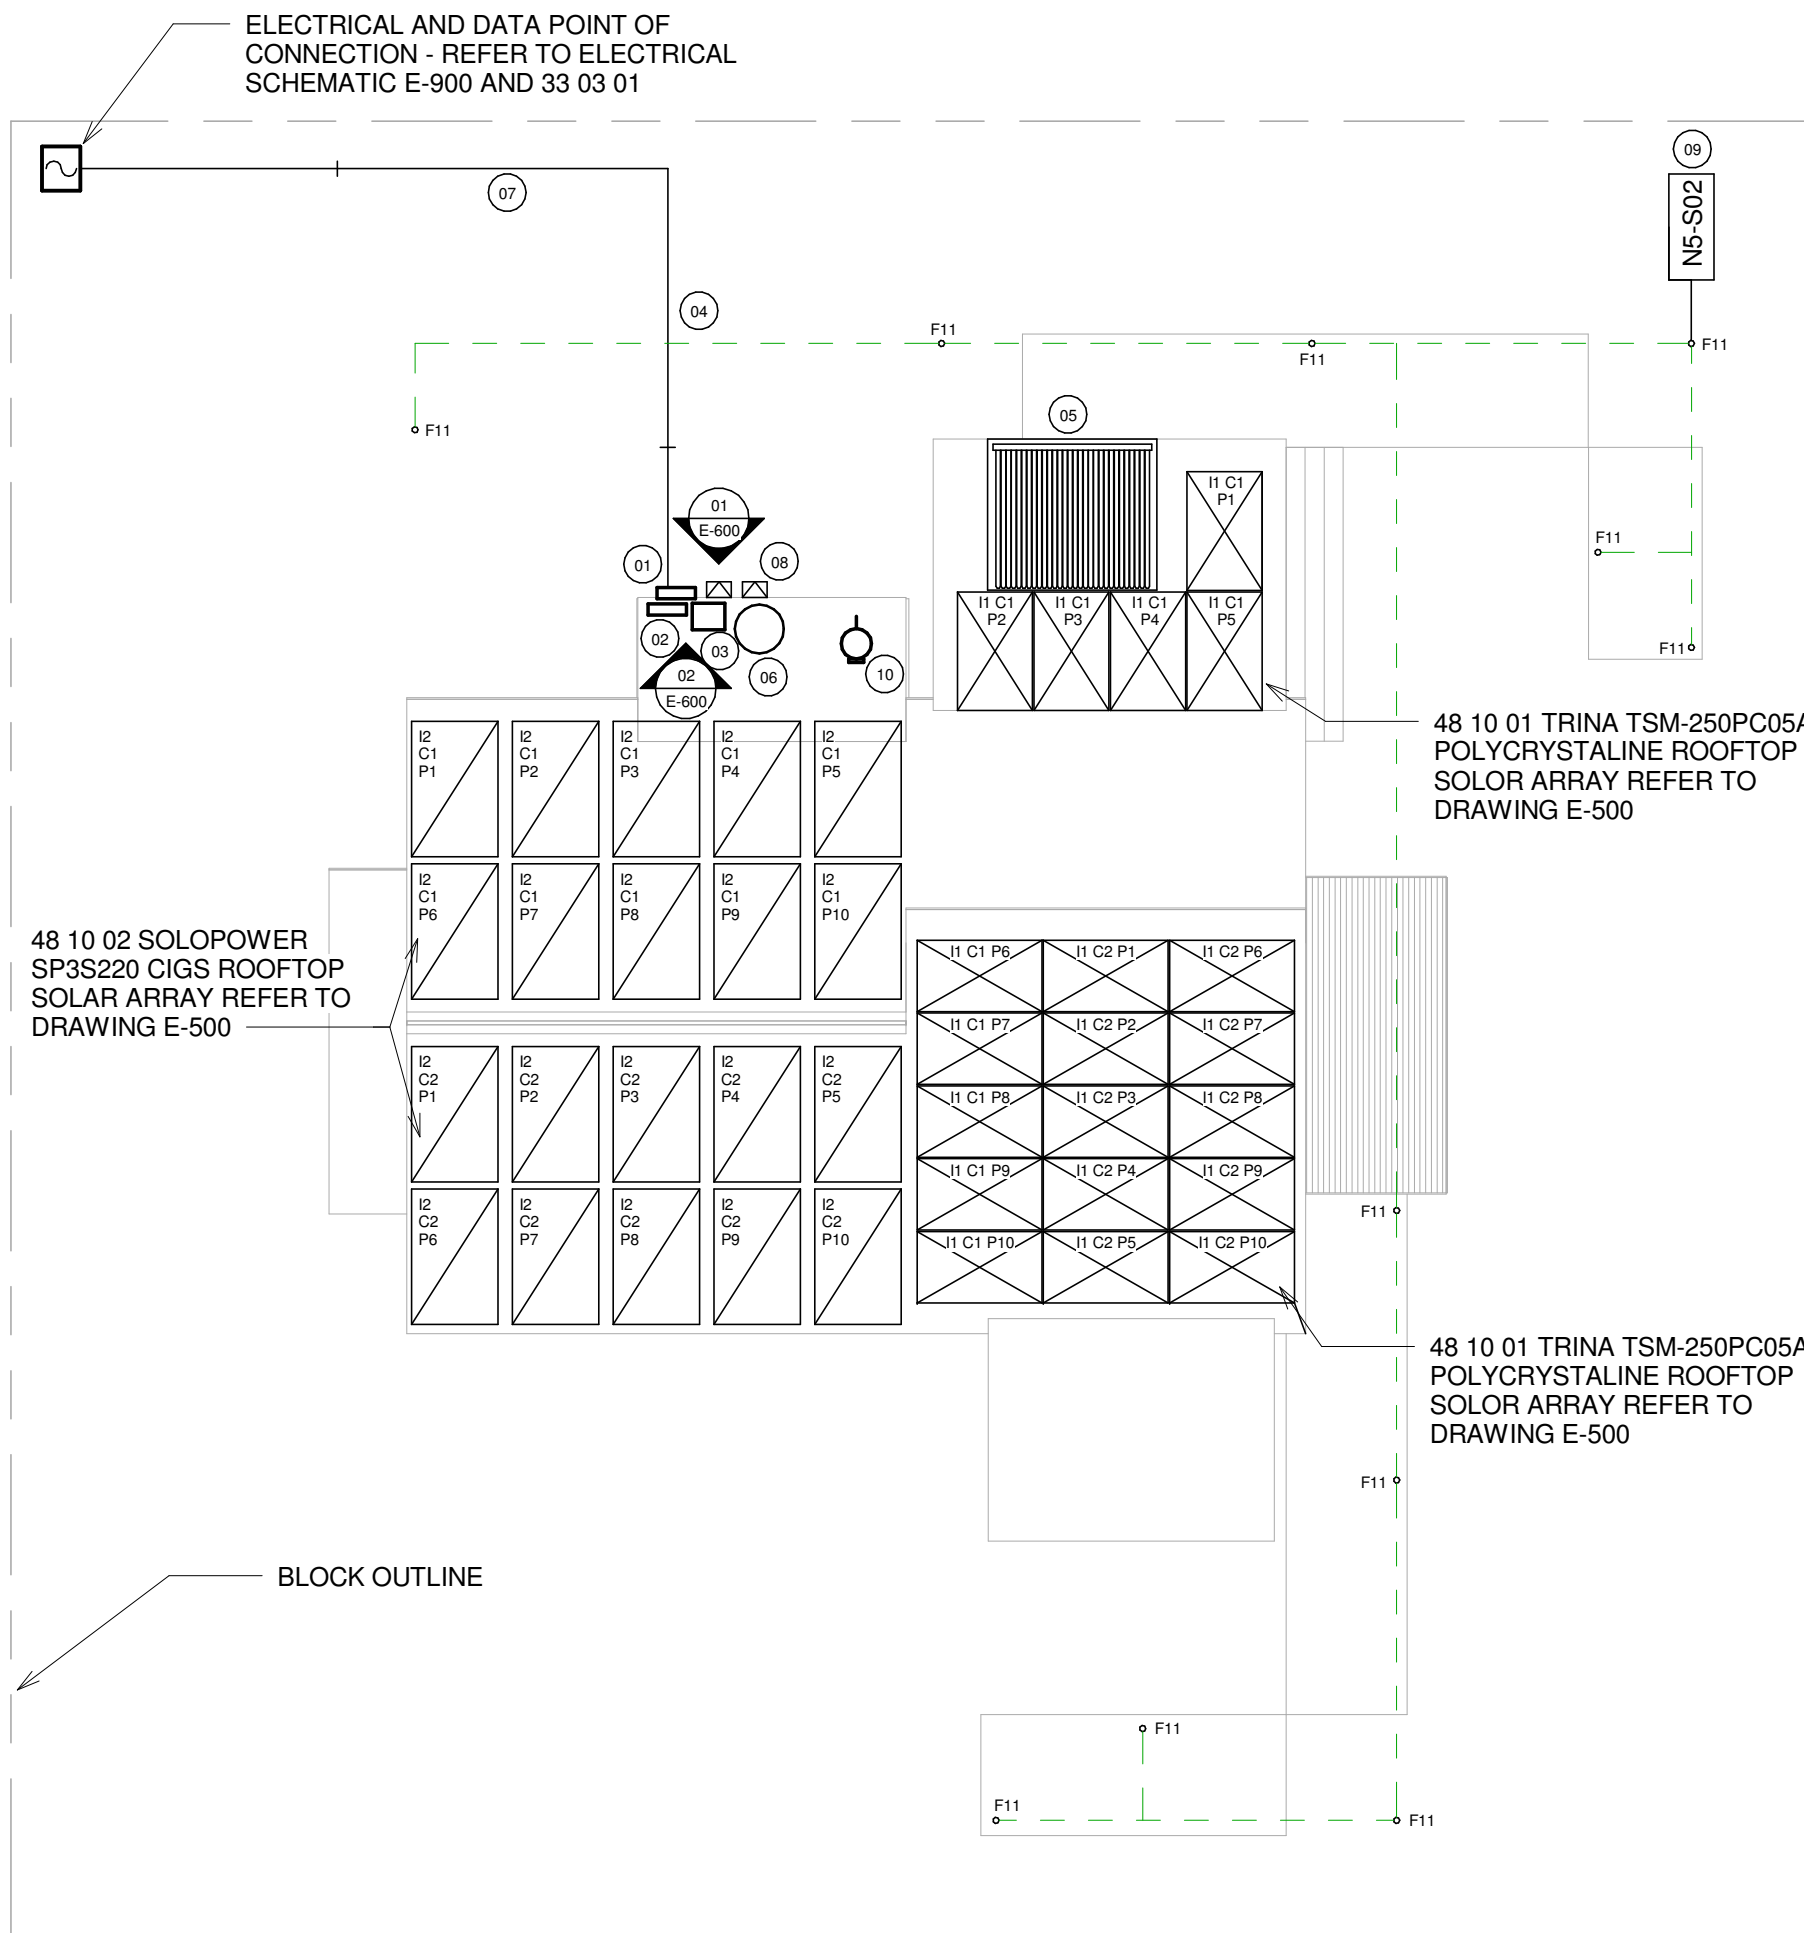 ELECTRICAL AND DATA POINT OF
CONNECTION - REFER TO ELECTRICAL
SCHEMATIC E-900 AND 33 03 01
09
N5-S02
07
04
F11
F11
F11
F11
05
I1 C1
P1
01
E-600
01
08
F11
I1 C1
P2
I1 C1
P3
I1 C1
P4
I1 C1
P5
02
03
06
10
F11
02
E-600
48 10 01 TRINA TSM-250PC05A
POLYCRYSTALINE ROOFTOP
SOLOR ARRAY REFER TO
DRAWING E-500
I2
C1
P1
I2
C1
P2
I2
C1
P3
I2
C1
P4
I2
C1
P5
I2
C1
P6
I2
C1
P7
I2
C1
P8
I2
C1
P9
I2
C1
P10
48 10 02 SOLOPOWER
SP3S220 CIGS ROOFTOP
SOLAR ARRAY REFER TO
DRAWING E-500
I1 C1 P6
I1 C2 P1
I1 C2 P6
I1 C1 P7
I1 C2 P2
I1 C2 P7
I1 C1 P8
I1 C2 P3
I1 C2 P8
I1 C1 P9
I1 C2 P4
I1 C2 P9
I1 C1 P10
I1 C2 P5
I1 C2 P10
I2
C2
P1
I2
C2
P2
I2
C2
P3
I2
C2
P4
I2
C2
P5
I2
C2
P6
I2
C2
P7
I2
C2
P8
I2
C2
P9
I2
C2
P10
F11
48 10 01 TRINA TSM-250PC05A
POLYCRYSTALINE ROOFTOP
SOLOR ARRAY REFER TO
DRAWING E-500
F11
BLOCK OUTLINE
F11
F11
F11